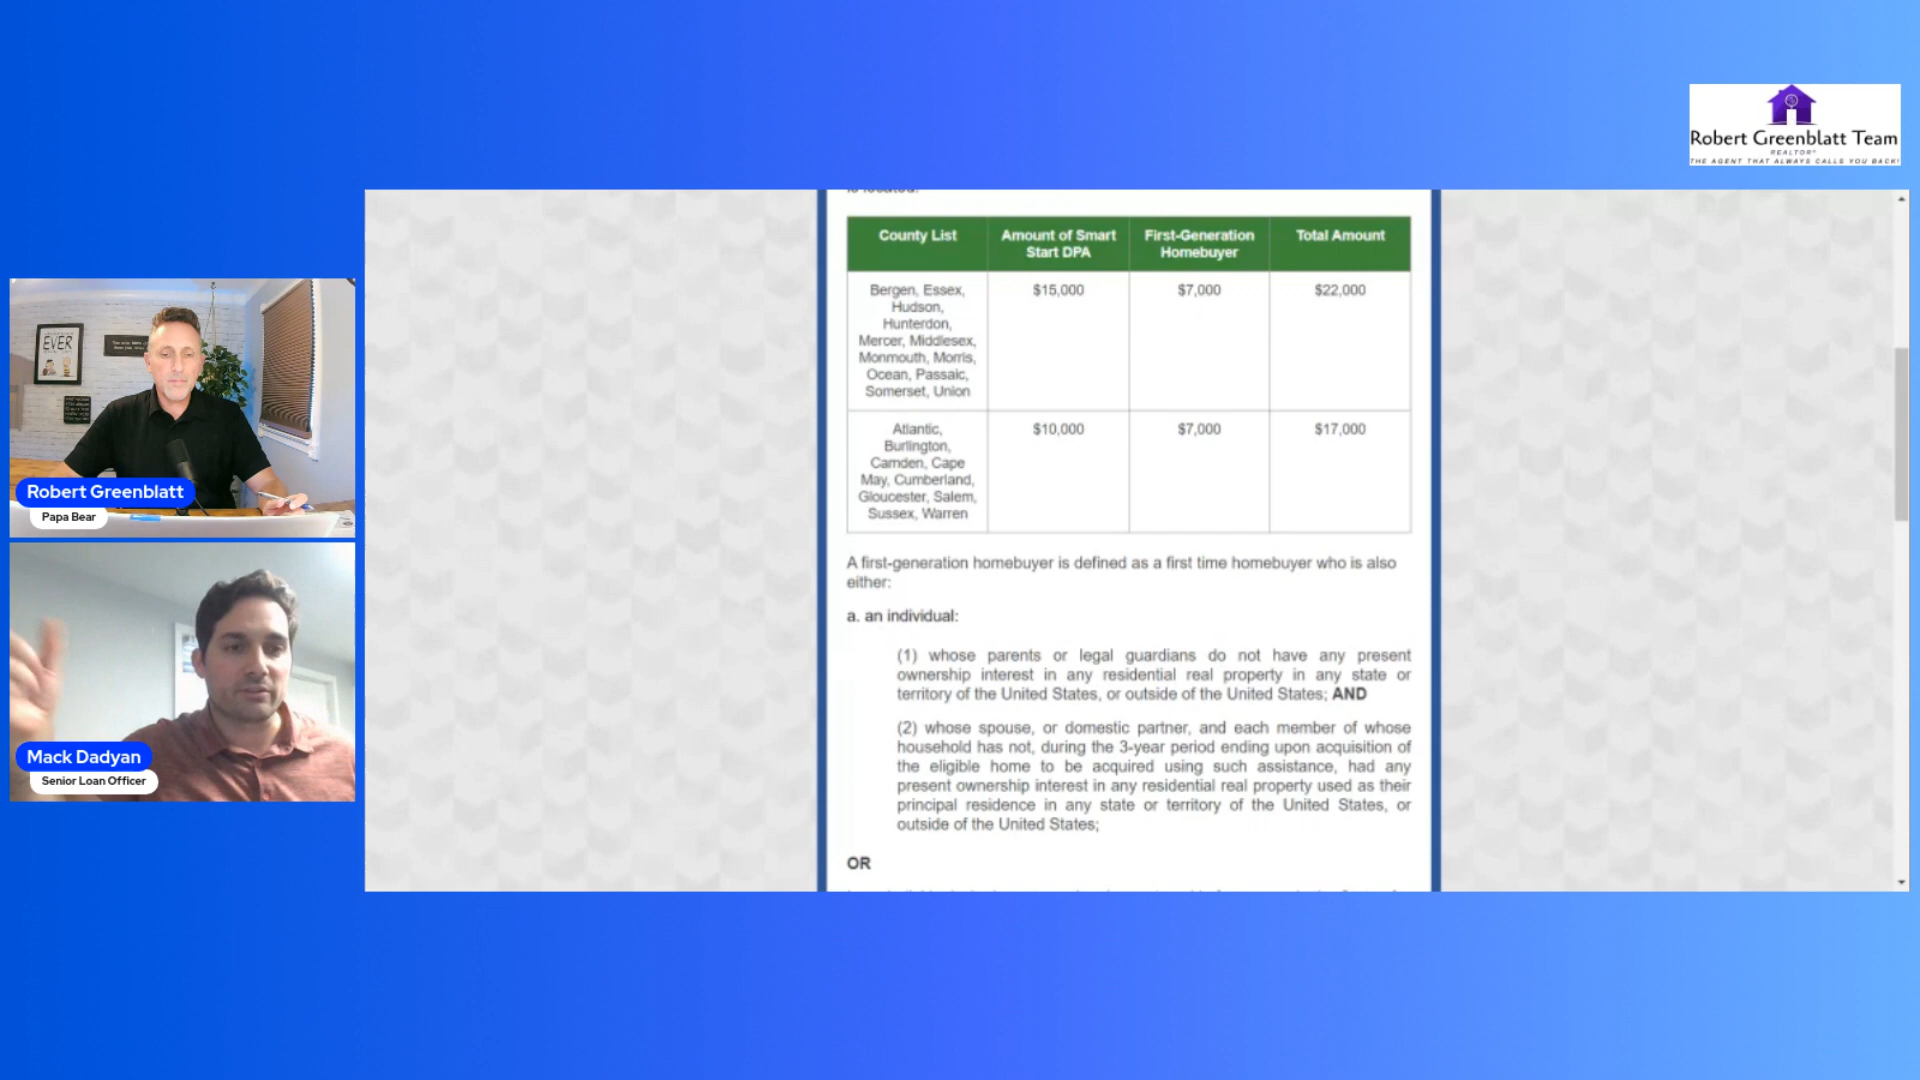 Robert Greenblatt Team
REALTOR®
THE AGENT THAT ALWAYS CALLS YOU BACK!
is located.
County List
Amount of Smart
Start DPA
First-Generation
Homebuyer
Total Amount
Bergen, Essex,
Hudson,
Hunterdon,
Mercer, Middlesex,
Monmouth, Morris,
Ocean, Passaic,
Somerset, Union
$15,000
$7,000
$22,000
Atlantic,
Burlington,
Camden, Cape
May, Cumberland,
Gloucester, Salem,
Sussex, Warren
$10,000
$7,000
$17,000
A first-generation homebuyer is defined as a first time homebuyer who is also
either:
a. an individual:
(1) whose parents or legal guardians do not have any present
ownership interest in any residential real property in any state or
territory of the United States, or outside of the United States; AND
(2) whose spouse, or domestic partner, and each member of whose
household has not, during the 3-year period ending upon acquisition of
the eligible home to be acquired using such assistance, had any
present ownership interest in any residential real property used as their
principal residence in any state or territory of the United States, or
outside of the United States;
OR
EVER
Robert Greenblatt
Papa Bear
Mack Dadyan
Senior Loan Officer